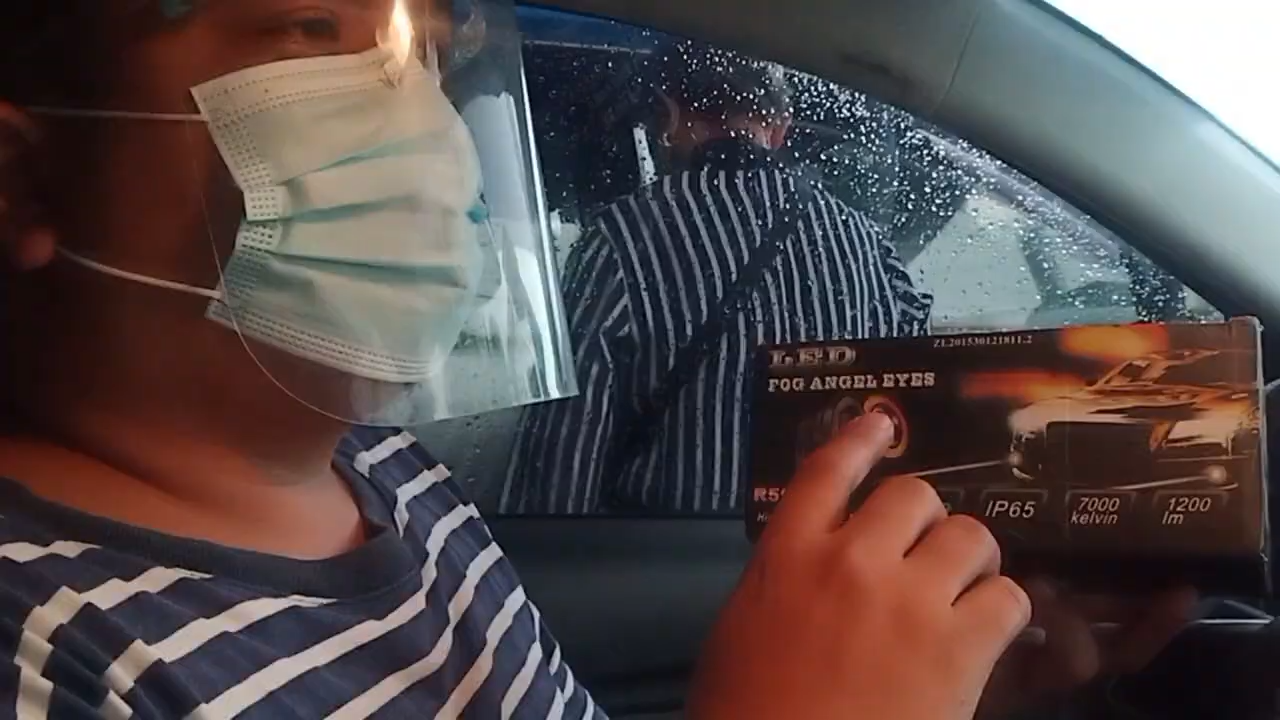 LED
ZL201530121811.2
FOG ANGEL EYES
IP65
7000
kelvin
1200
lm